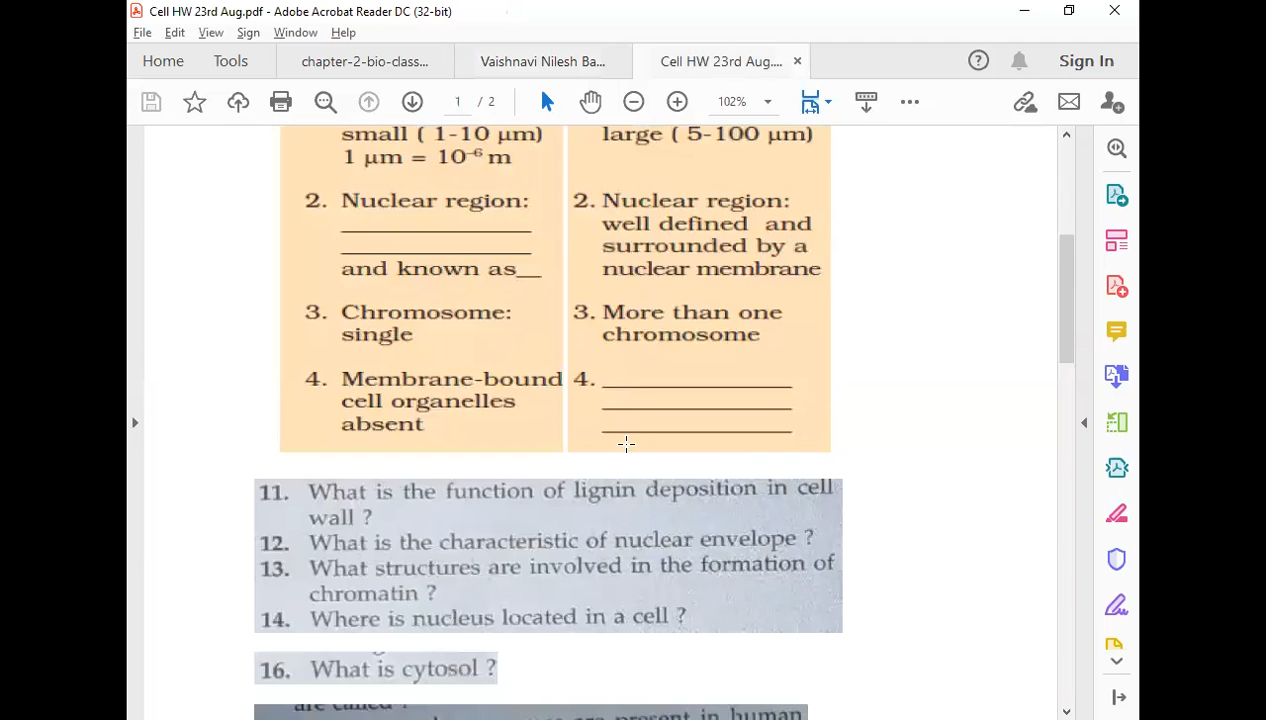 Cell HW 23rd Aug.pdf - Adobe Acrobat Reader DC (32-bit)
File Edit View Sign Window Help
Home Tools chapter-2-bio-class... Vaishnavi Nilesh Ba... Cell HW 23rd Aug.... × Sign In
1 / 2 102%
small ( 1-10 µm)
1 µm = 10⁻⁶ m
2. Nuclear region:
______________
______________
and known as__
3. Chromosome:
single
4. Membrane-bound
cell organelles
absent
large ( 5-100 µm)
2. Nuclear region:
well defined and
surrounded by a
nuclear membrane
3. More than one
chromosome
4. ______________
______________
______________
11. What is the function of lignin deposition in cell
wall ?
12. What is the characteristic of nuclear envelope ?
13. What structures are involved in the formation of
chromatin ?
14. Where is nucleus located in a cell ?
16. What is cytosol ?
are called ?
are present in human